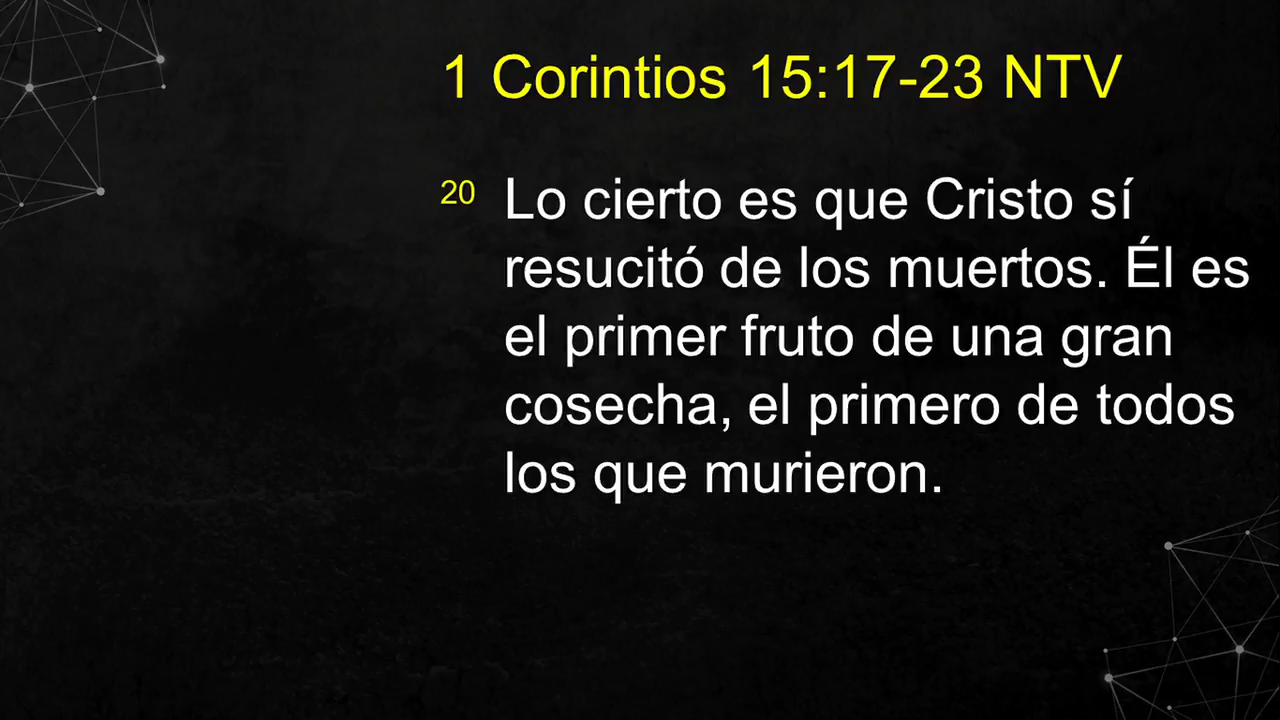 1 Corintios 15:17-23 NTV
20 Lo cierto es que Cristo sí
resucitó de los muertos. Él es
el primer fruto de una gran
cosecha, el primero de todos
los que murieron.